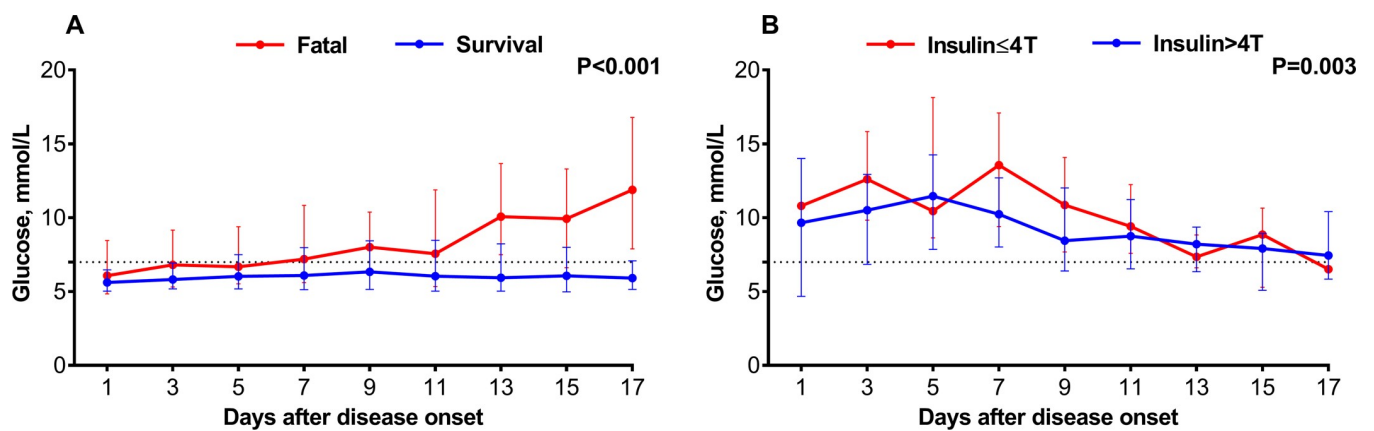 A
Fatal
Survival
P<0.001
20
15
10
5
0
Glucose, mmol/L
1 3 5 7 9 11 13 15 17
Days after disease onset
B
Insulin≤4T
Insulin>4T
P=0.003
20
15
10
5
0
Glucose, mmol/L
1 3 5 7 9 11 13 15 17
Days after disease onset